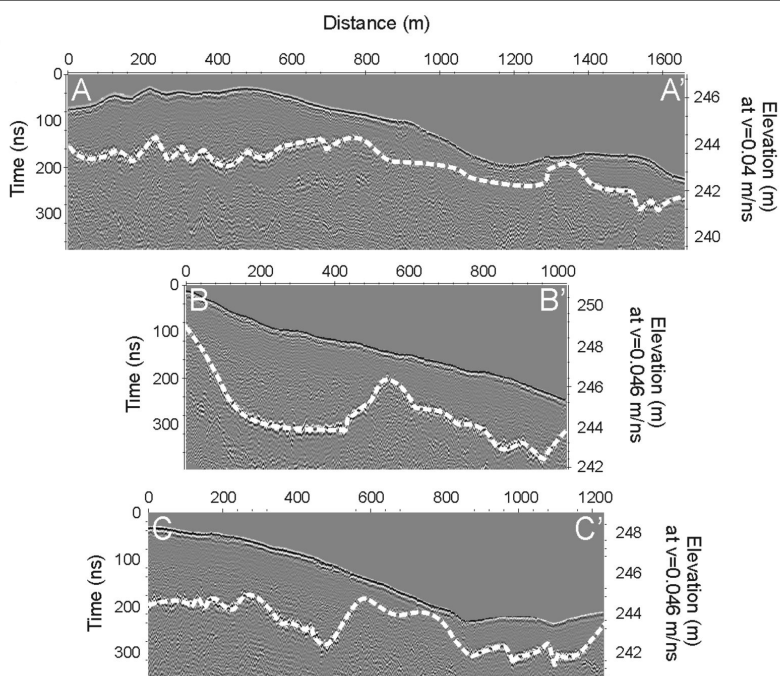 Distance (m)
0 200 400 600 800 1000 1200 1400 1600
A A'
0
100
200
300
Time (ns)
246
244
242
240
Elevation (m)
at v=0.04 m/ns
0 200 400 600 800 1020
B B'
0
100
200
300
Time (ns)
250
248
246
244
242
Elevation (m)
at v=0.046 m/ns
0 200 400 600 800 1000 1200
C C'
0
100
200
300
Time (ns)
248
246
244
242
Elevation (m)
at v=0.046 m/ns